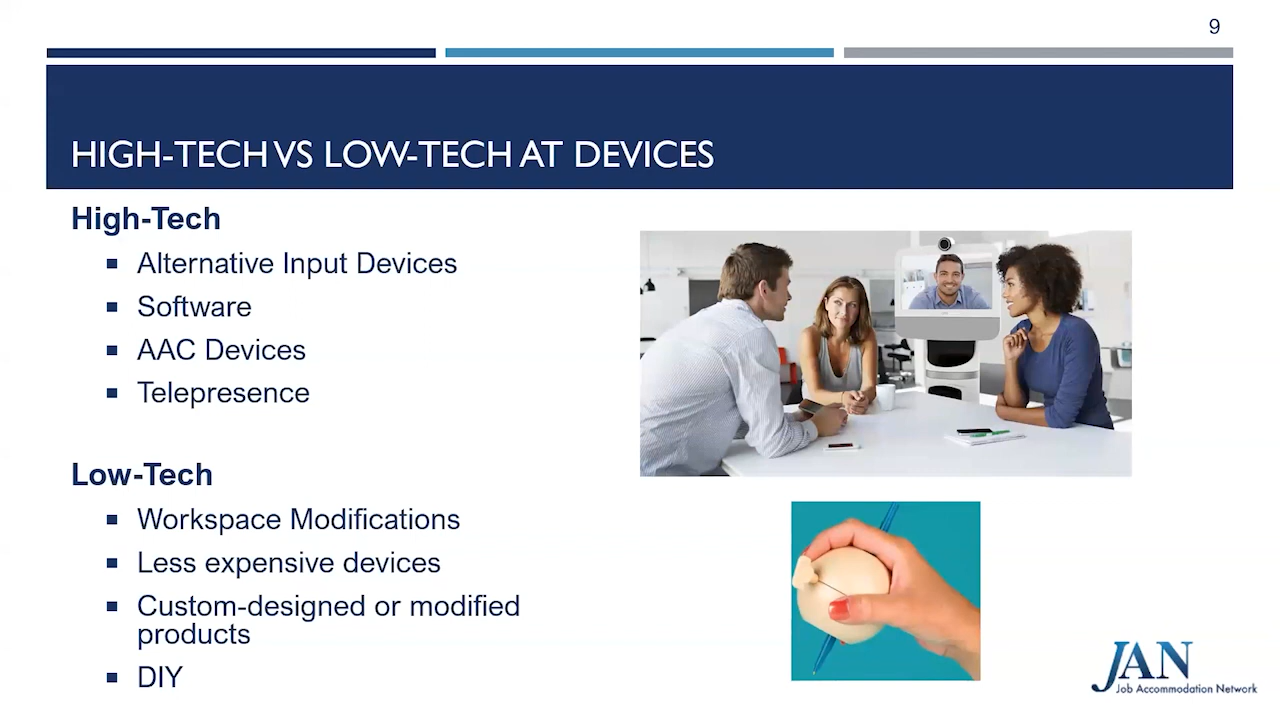 9
HIGH-TECH VS LOW-TECH AT DEVICES
High-Tech
▪ Alternative Input Devices
▪ Software
▪ AAC Devices
▪ Telepresence
Low-Tech
▪ Workspace Modifications
▪ Less expensive devices
▪ Custom-designed or modified
products
▪ DIY
JAN
Job Accommodation Network